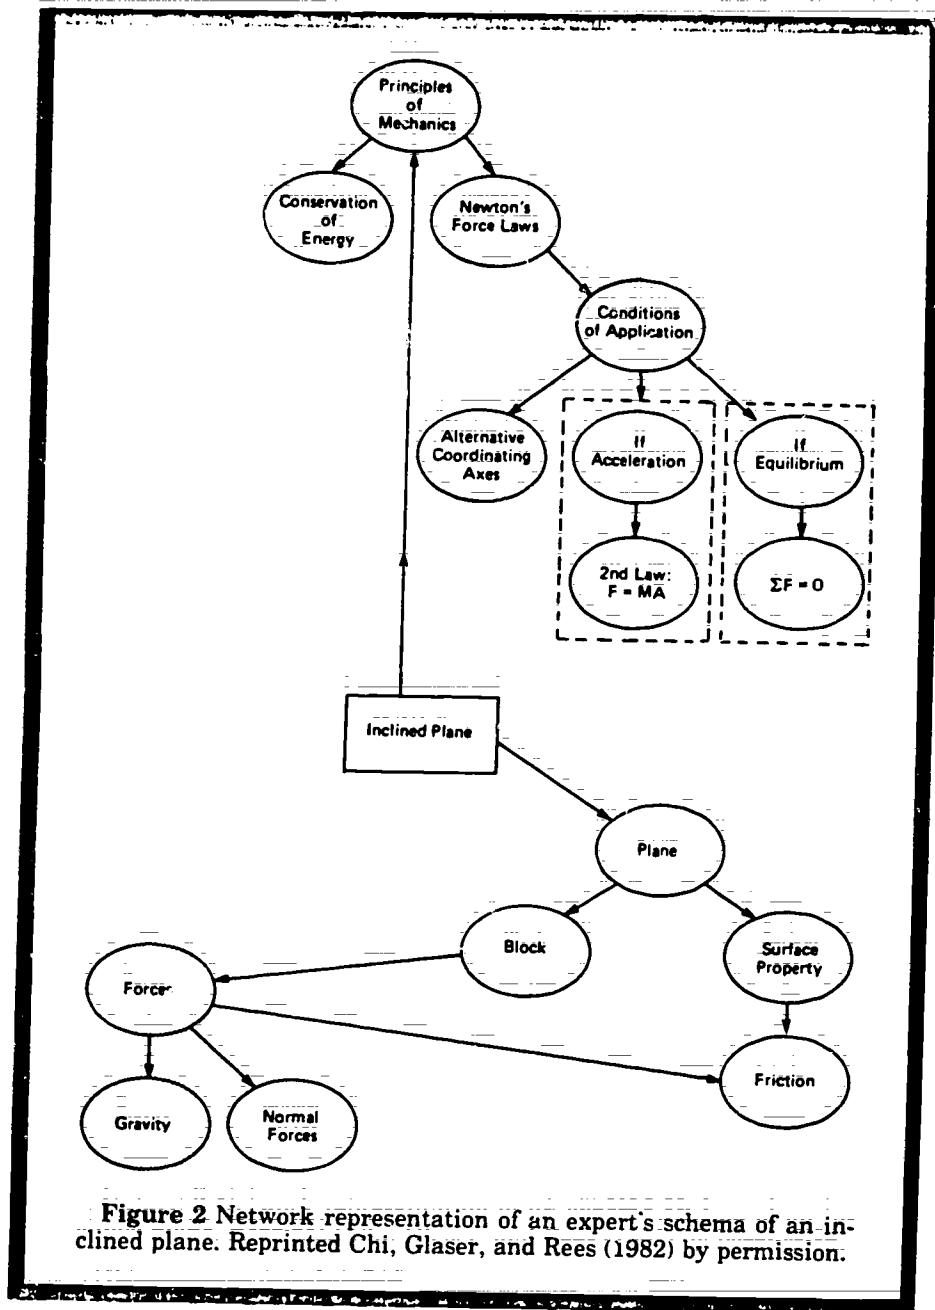 Principles
of
Mechanics
Conservation
of
Energy
Newton's
Force Laws
Conditions
of Application
Alternative
Coordinating
Axes
If
Acceleration
If
Equilibrium
2nd Law:
F = MA
ΣF = 0
Inclined Plane
Plane
Block
Surface
Property
Forces
Friction
Gravity
Normal
Forces
Figure 2 Network representation of an expert's schema of an in-
clined plane. Reprinted Chi, Glaser, and Rees (1982) by permission.